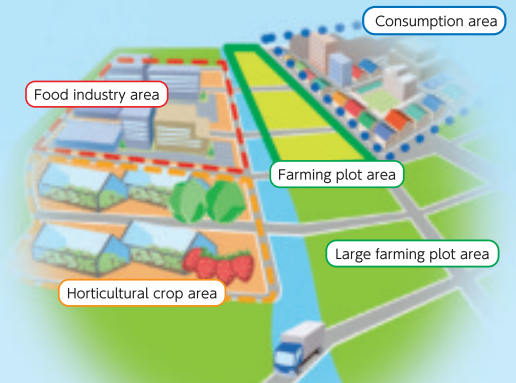 Consumption area
Food industry area
Farming plot area
Large farming plot area
Horticultural crop area